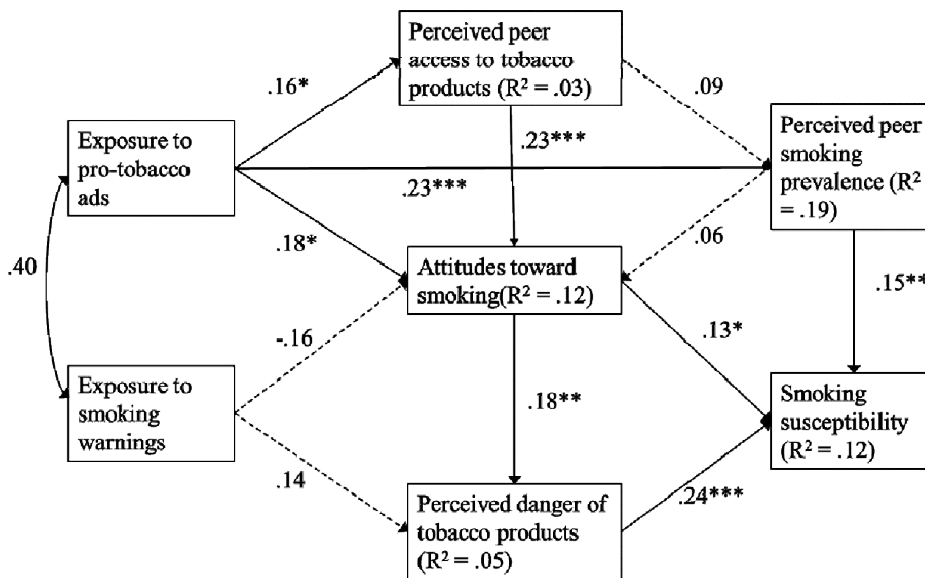 Perceived peer
access to tobacco
products (R² = .03)
.16*
.09
Exposure to
pro-tobacco
ads
.23***
Perceived peer
smoking
prevalence (R²
= .19)
.23***
.18*
.06
.40
Attitudes toward
smoking(R² = .12)
.15**
-.16
.13*
Exposure to
smoking
warnings
.18**
Smoking
susceptibility
(R² = .12)
.14
Perceived danger of
tobacco products
(R² = .05)
.24***